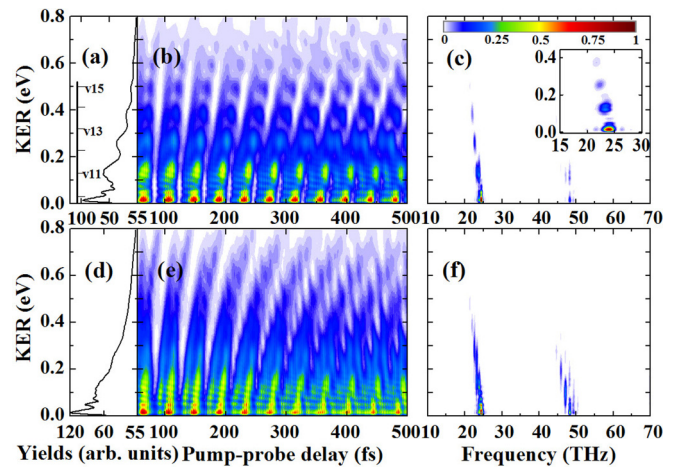 0 0.25 0.5 0.75 1
0.8
(a) (b) (c)
0.6
v15
0.4
v13
0.2
v11
0.0
KER (eV)
0.4
0.2
0.0
15 20 25 30
100 60 55 100 200 300 400 500 10 20 30 40 50 60 70
(d) (e) (f)
0.6
0.4
0.2
0.0
KER (eV)
120 60 55 100 200 300 400 500 10 20 30 40 50 60 70
Yields (arb. units) Pump-probe delay (fs) Frequency (THz)